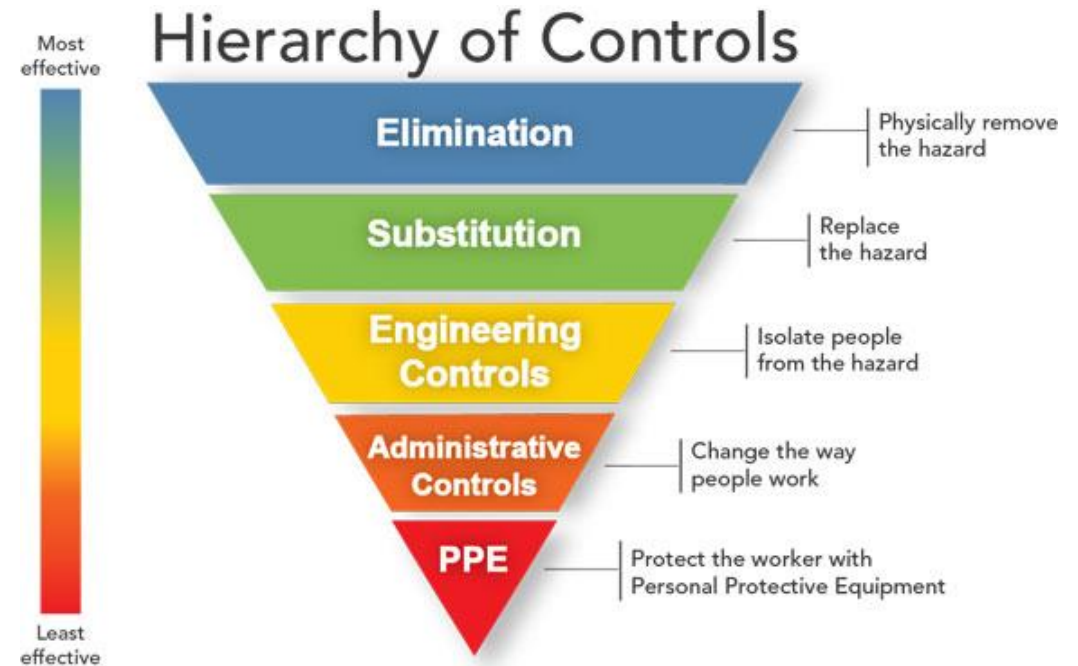 Hierarchy of Controls
Most
effective
Elimination
Physically remove
the hazard
Substitution
Replace
the hazard
Engineering
Controls
Isolate people
from the hazard
Administrative
Controls
Change the way
people work
PPE
Protect the worker with
Personal Protective Equipment
Least
effective